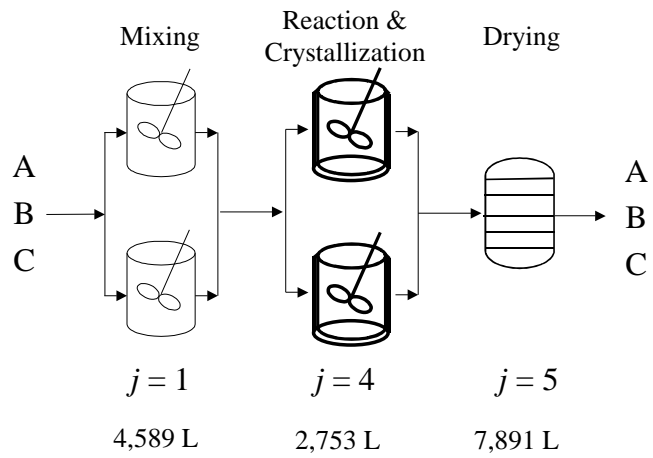 Mixing
Reaction &
Crystallization
Drying
A
B
C
A
B
C
j = 1
j = 4
j = 5
4,589 L
2,753 L
7,891 L